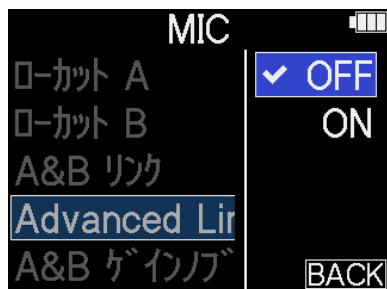 MIC
ローカット A
ローカット B
A&B リンク
Advanced Lin
A&B ゲインノブ
✔ OFF
ON
BACK